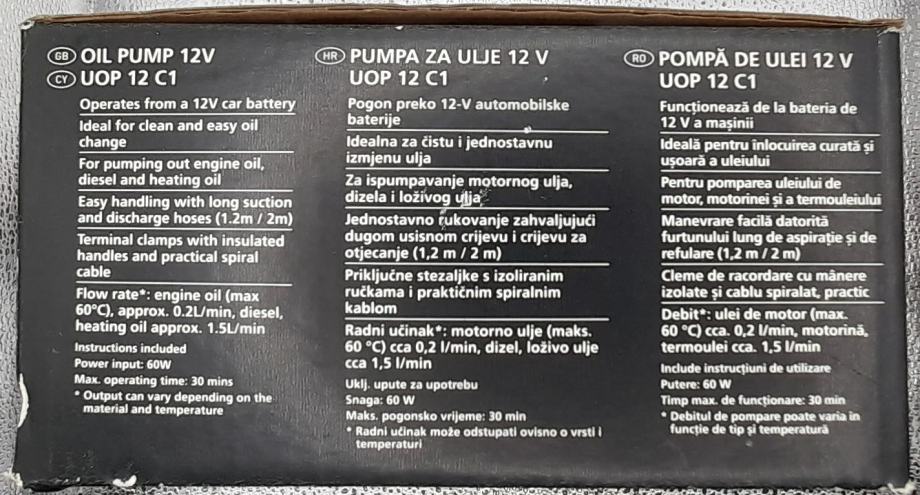 GB OIL PUMP 12V
CY UOP 12 C1
Operates from a 12V car battery
Ideal for clean and easy oil
change
For pumping out engine oil,
diesel and heating oil
Easy handling with long suction
and discharge hoses (1.2m / 2m)
Terminal clamps with insulated
handles and practical spiral
cable
Flow rate*: engine oil (max
60°C), approx. 0.2L/min, diesel,
heating oil approx. 1.5L/min
Instructions included
Power input: 60W
Max. operating time: 30 mins
* Output can vary depending on the
material and temperature
HR PUMPA ZA ULJE 12 V
UOP 12 C1
Pogon preko 12-V automobilske
baterije
Idealna za čistu i jednostavnu
izmjenu ulja
Za ispumpavanje motornog ulja,
dizela i loživog ulja
Jednostavno rukovanje zahvaljujući
dugom usisnom crijevu i crijevu za
otjecanje (1,2 m / 2 m)
Priključne stezaljke s izoliranim
ručkama i praktičnim spiralnim
kablom
Radni učinak*: motorno ulje (maks.
60 °C) cca 0,2 l/min, dizel, loživo ulje
cca 1,5 l/min
Uklj. upute za upotrebu
Snaga: 60 W
Maks. pogonsko vrijeme: 30 min
* Radni učinak može odstupati ovisno o vrsti i
temperaturi
RO POMPĂ DE ULEI 12 V
UOP 12 C1
Funcționează de la bateria de
12 V a mașinii
Ideală pentru înlocuirea curată și
ușoară a uleiului
Pentru pomparea uleiului de
motor, motorinei și a termouleiului
Manevrare facilă datorită
furtunului lung de aspirație și de
refulare (1,2 m / 2 m)
Cleme de racordare cu mânere
izolate și cablu spiralat, practic
Debit*: ulei de motor (max.
60 °C) cca. 0,2 l/min, motorină,
termoulei cca. 1,5 l/min
Include instrucțiuni de utilizare
Putere: 60 W
Timp max. de funcționare: 30 min
* Debitul de pompare poate varia în
funcție de tip și temperatură